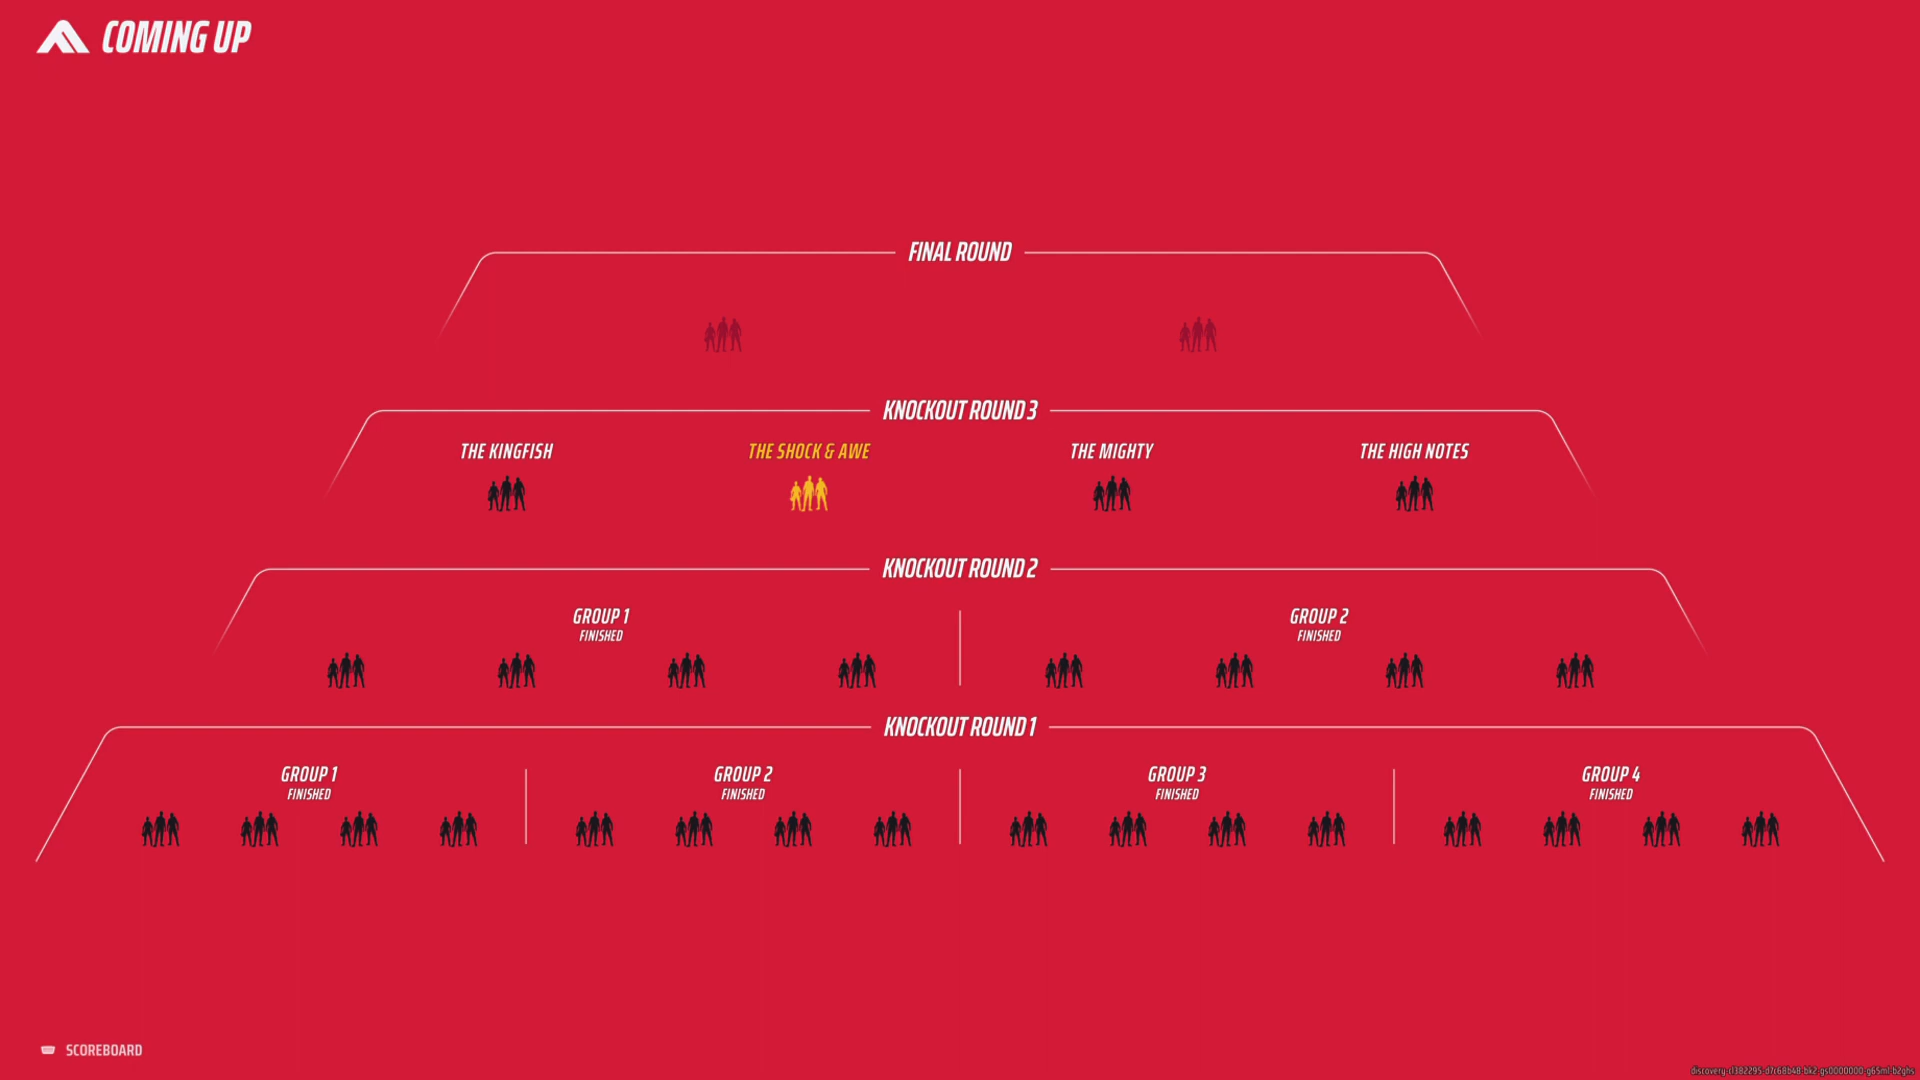 COMING UP
FINAL ROUND
KNOCKOUT ROUND 3
THE KINGFISH
THE SHOCK & AWE
THE MIGHTY
THE HIGH NOTES
KNOCKOUT ROUND 2
GROUP 1
FINISHED
GROUP 2
FINISHED
KNOCKOUT ROUND 1
GROUP 1
FINISHED
GROUP 2
FINISHED
GROUP 3
FINISHED
GROUP 4
FINISHED
SCOREBOARD